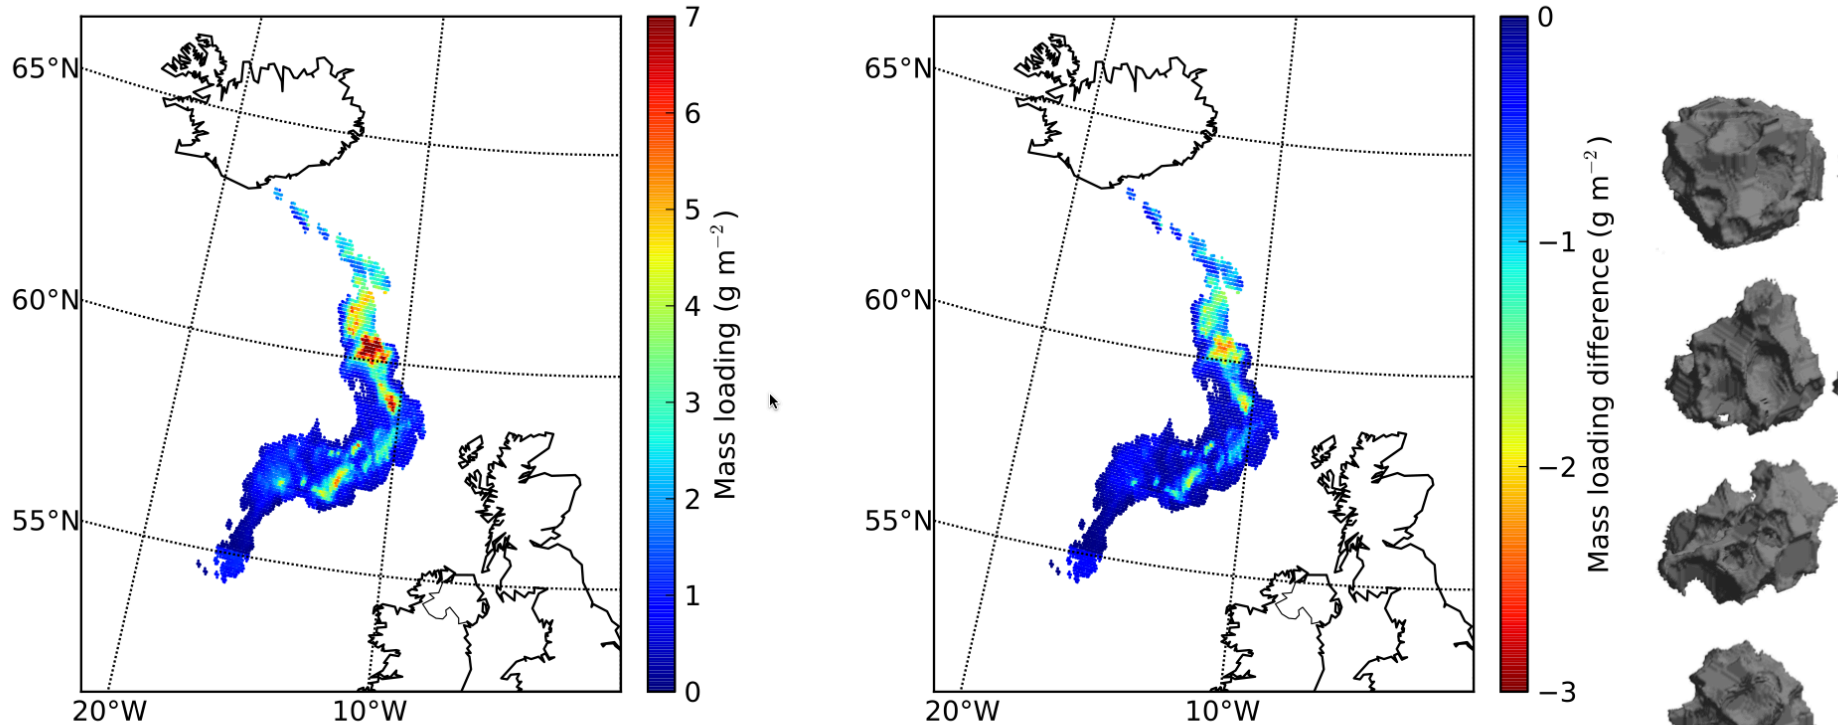 65°N
60°N
55°N
20°W
10°W
7
6
5
4
3
2
1
0
Mass loading (g m⁻²)
65°N
60°N
55°N
20°W
10°W
0
−1
−2
−3
Mass loading difference (g m⁻²)